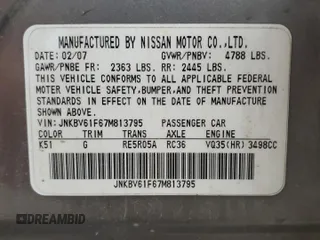 MANUFACTURED BY NISSAN MOTOR CO.,LTD.
DATE: 02/07 GVWR/PNBV: 4788 LBS.
GAWR/PNBE FR: 2363 LBS. RR: 2445 LBS.
THIS VEHICLE CONFORMS TO ALL APPLICABLE FEDERAL
MOTOR VEHICLE SAFETY,BUMPER,AND THEFT PREVENTION
STANDARDS IN EFFECT ON THE DATE OF MANUFACTURE
SHOWN ABOVE.
VIN: JNKBV61F67M813795 PASSENGER CAR
COLOR TRIM TRANS AXLE ENGINE
K51 G RE5R05A RC36 VQ35(HR) 3498CC
JNKBV61F67M813795
DREAMBID